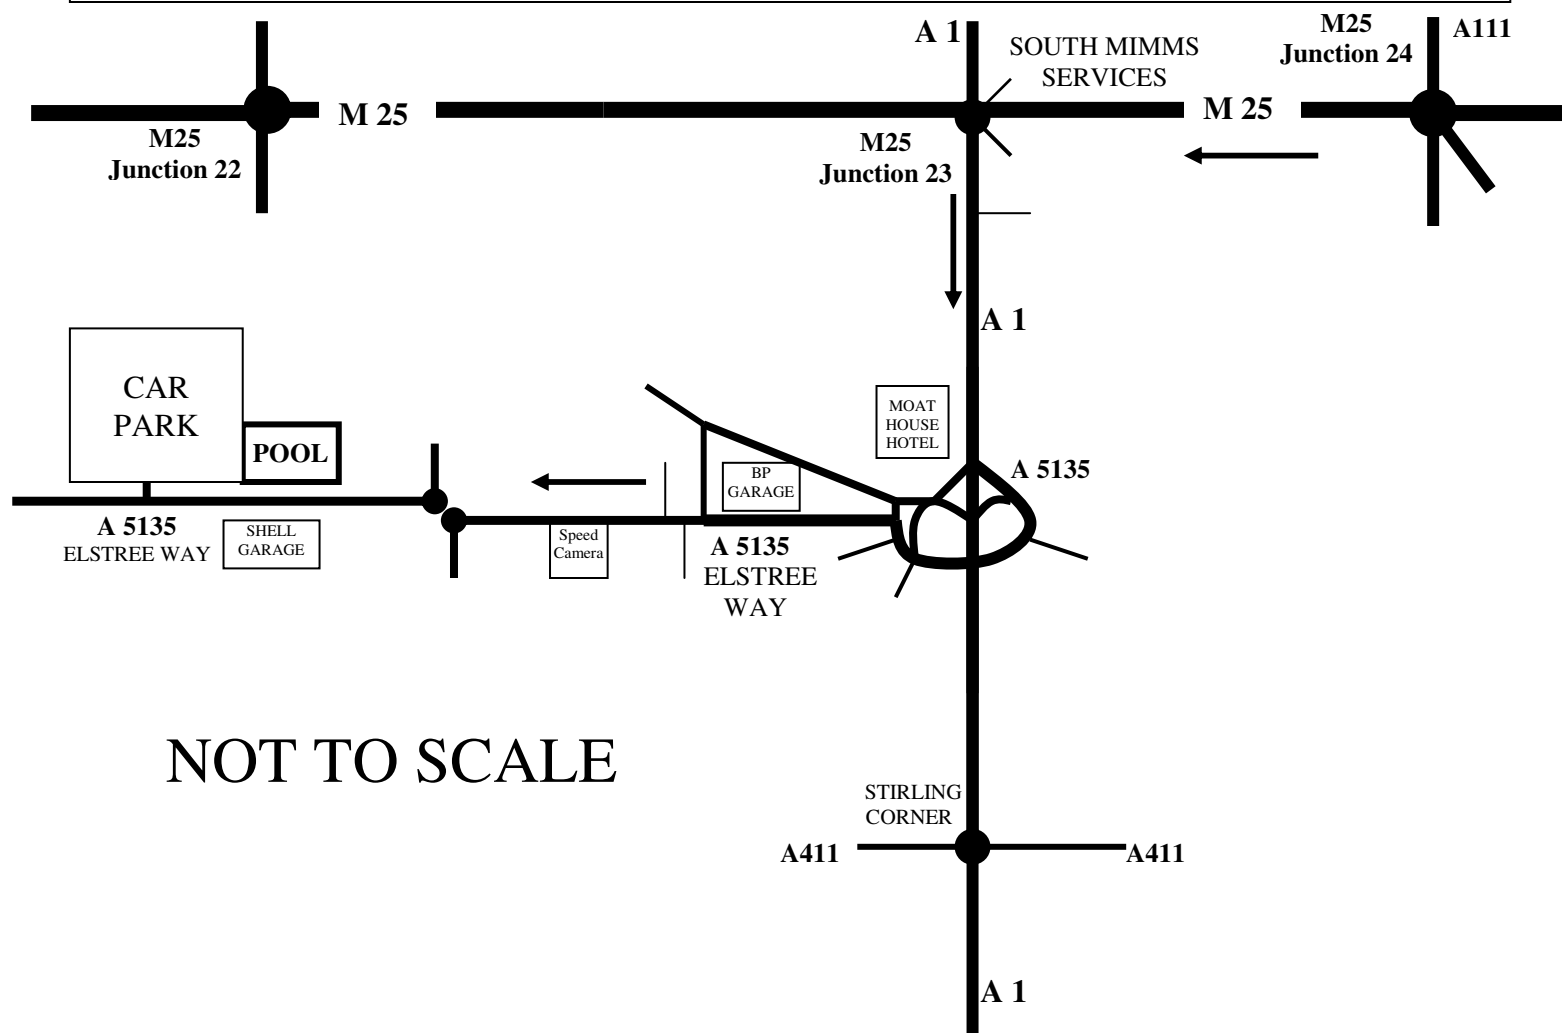 A 1
SOUTH MIMMS
SERVICES
M25
Junction 24
A111
M 25
M 25
M25
Junction 22
M25
Junction 23
A 1
CAR
PARK
POOL
MOAT
HOUSE
HOTEL
BP
GARAGE
A 5135
A 5135
ELSTREE WAY
SHELL
GARAGE
Speed
Camera
A 5135
ELSTREE
WAY
NOT TO SCALE
STIRLING
CORNER
A411
A411
A 1